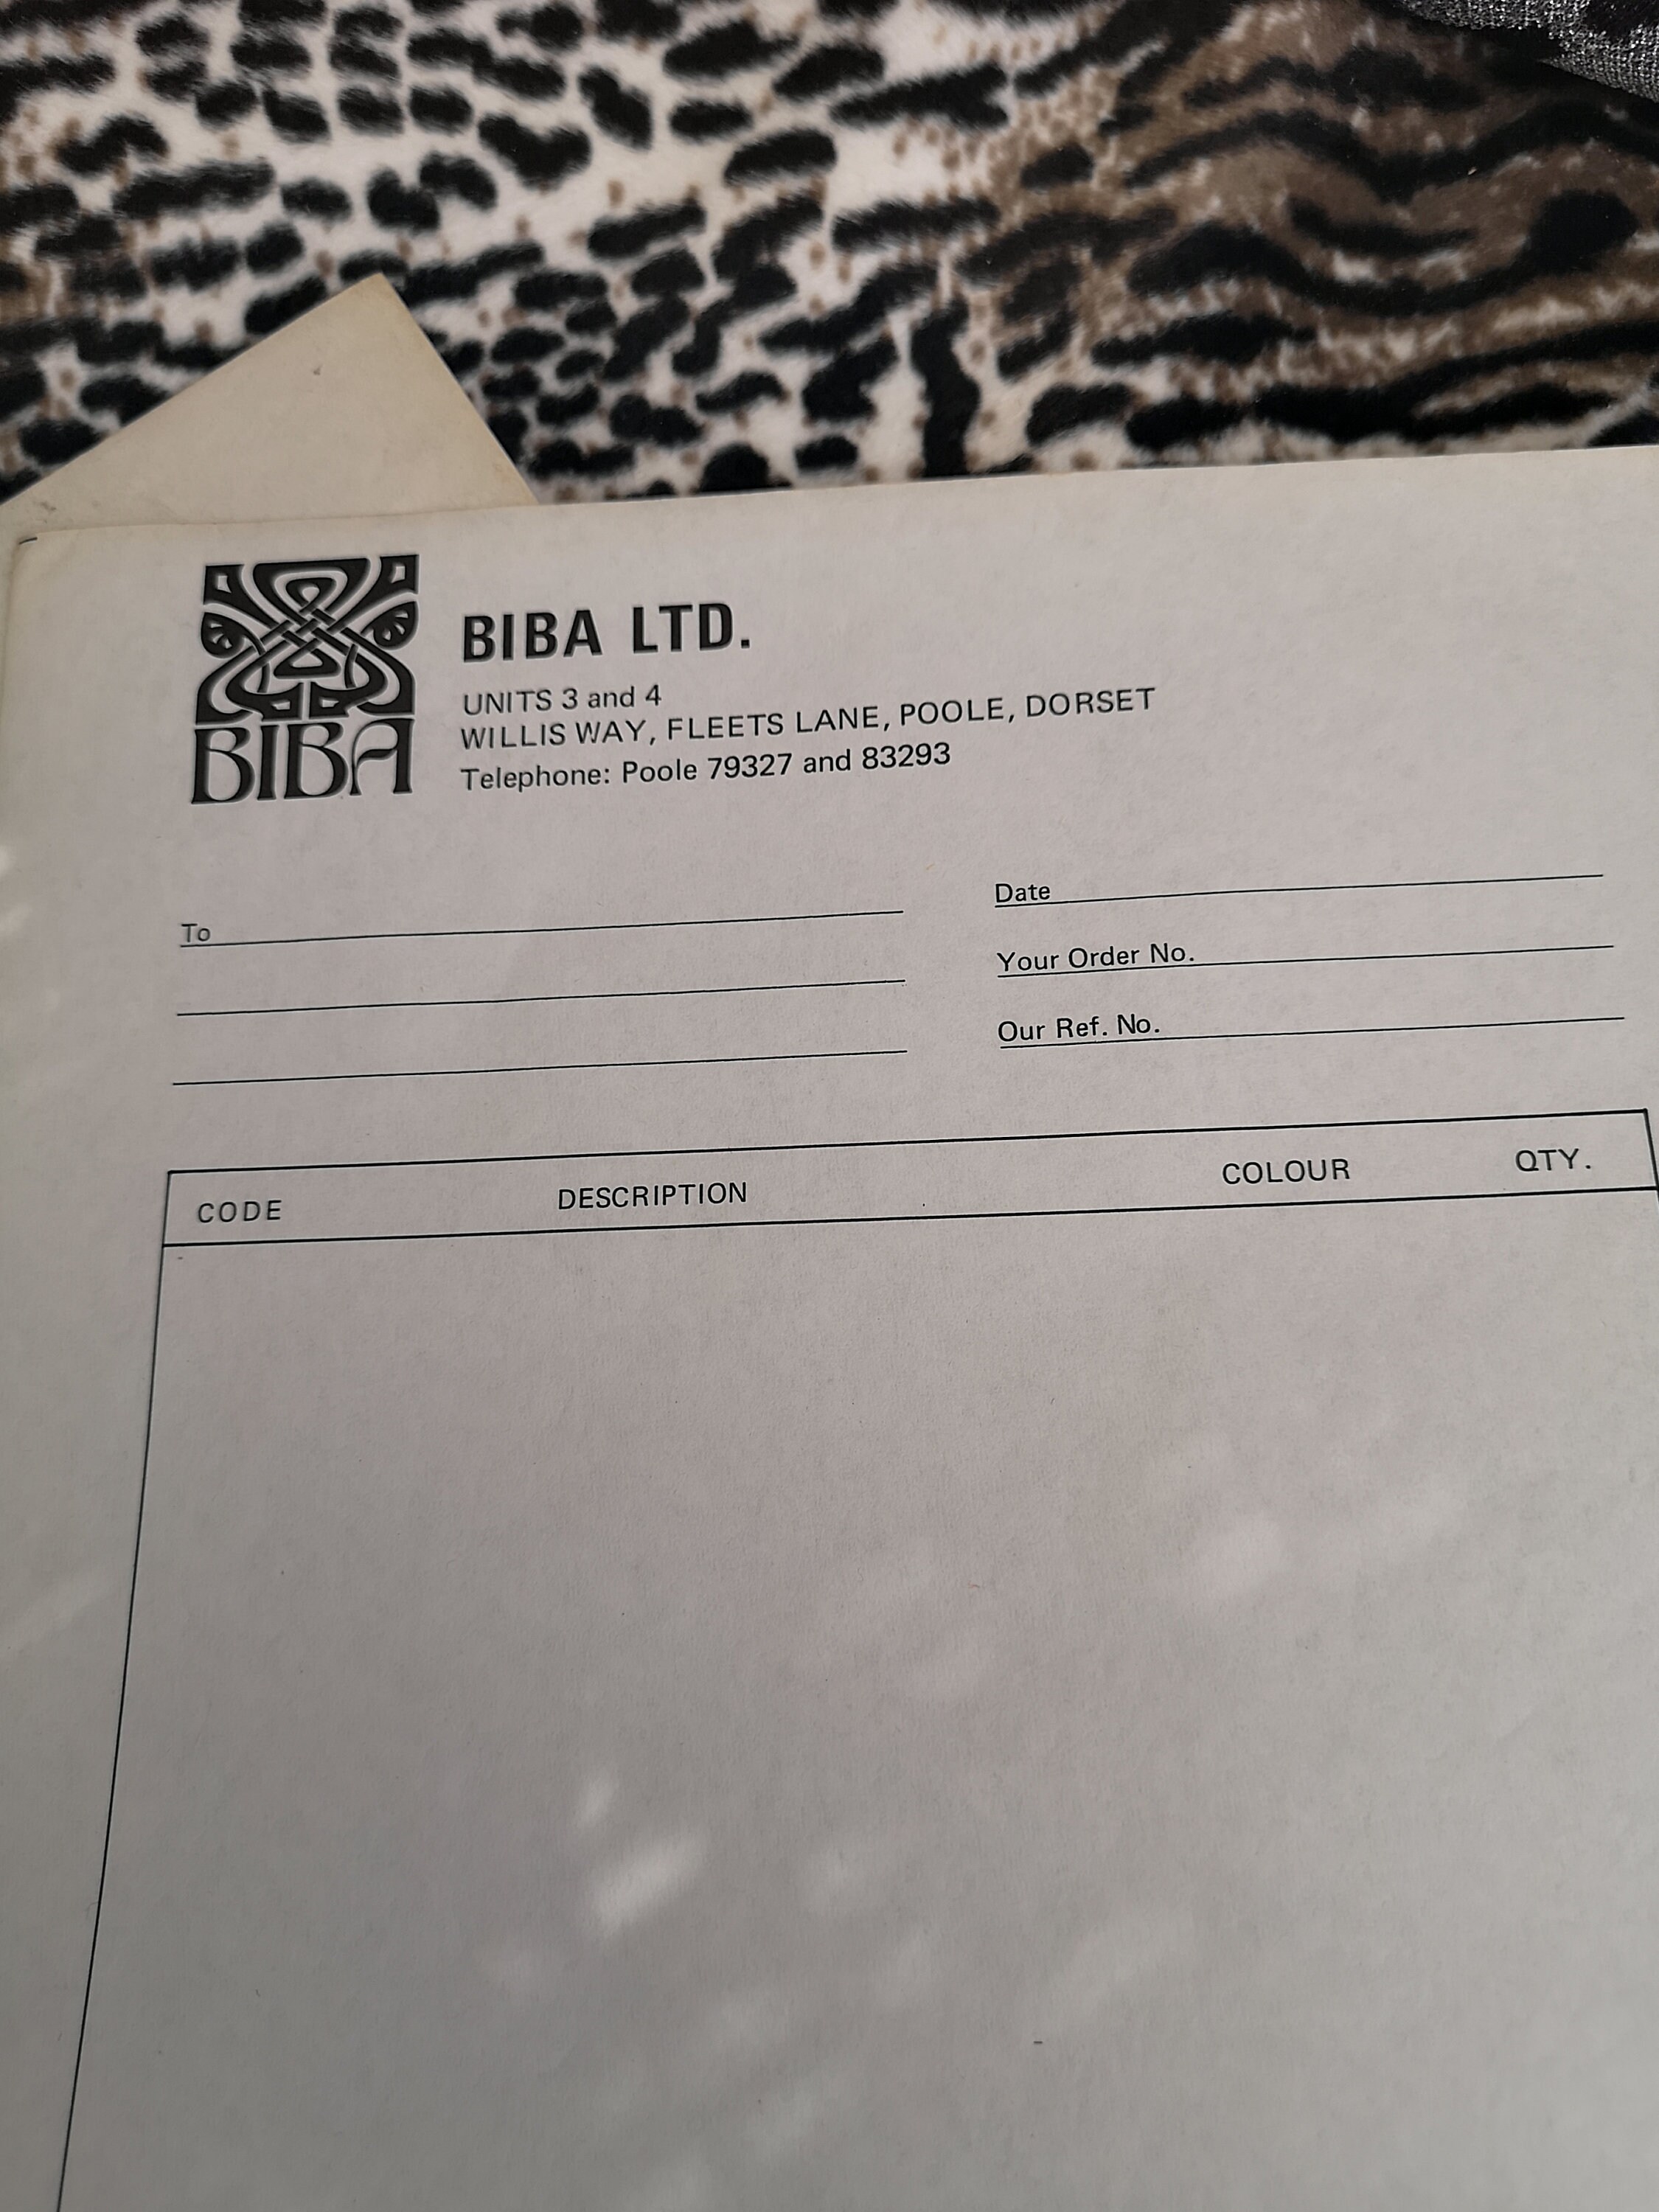 BIBA
BIBA LTD.
UNITS 3 and 4
WILLIS WAY, FLEETS LANE, POOLE, DORSET
Telephone: Poole 79327 and 83293
To
Date
Your Order No.
Our Ref. No.
CODE DESCRIPTION COLOUR QTY.